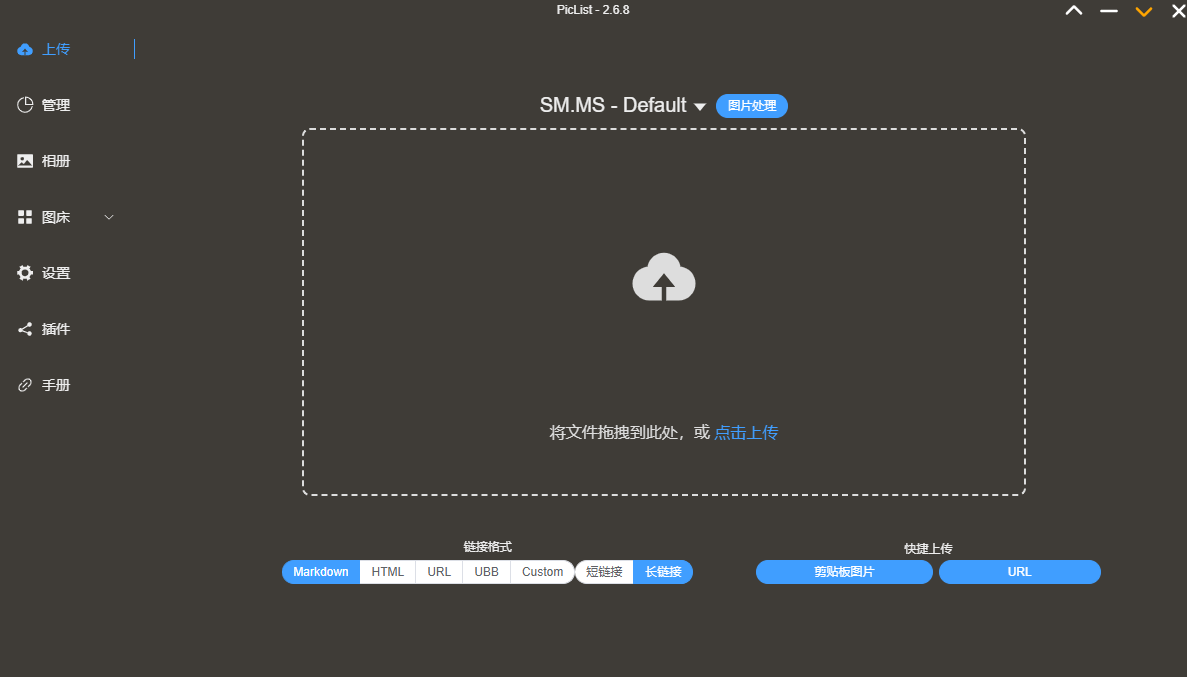 PicList - 2.6.8
上传
管理
相册
图床
设置
插件
手册
SM.MS - Default 图片处理
将文件拖拽到此处，或 点击上传
链接格式
Markdown HTML URL UBB Custom 短链接 长链接
快捷上传
剪贴板图片 URL